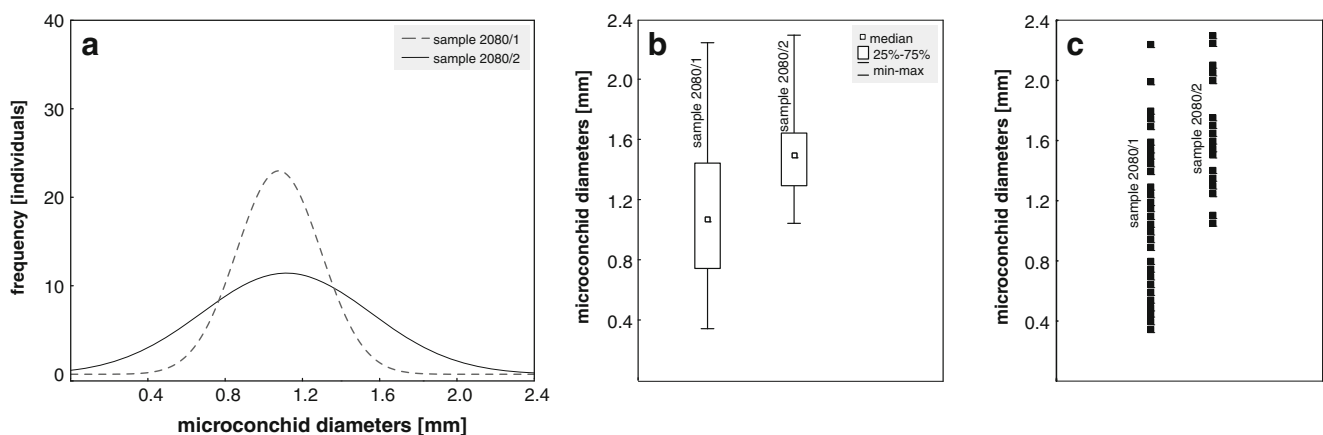 a
frequency [individuals]
40
30
20
10
0
0.4 0.8 1.2 1.6 2.0 2.4
microconchid diameters [mm]
sample 2080/1
sample 2080/2
b
microconchid diameters [mm]
2.4
2.0
1.6
1.2
0.8
0.4
sample 2080/1
sample 2080/2
median
25%-75%
min-max
c
microconchid diameters [mm]
2.4
2.0
1.6
1.2
0.8
0.4
sample 2080/1
sample 2080/2